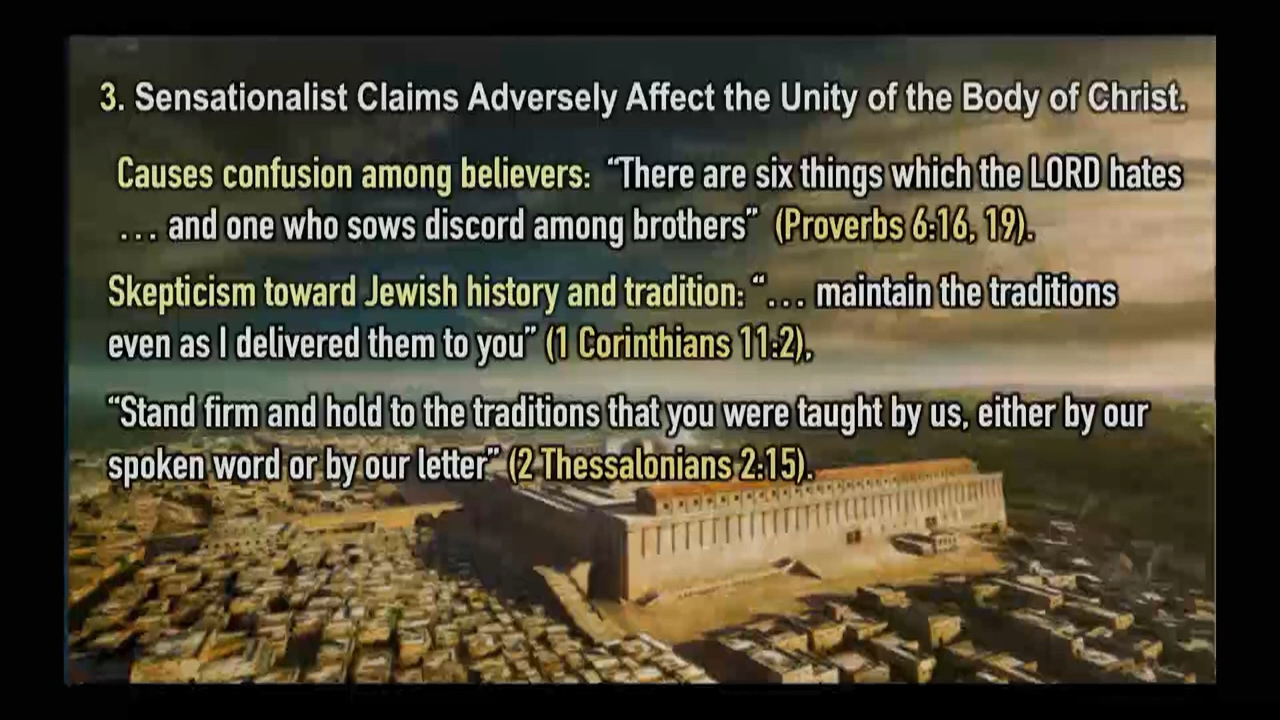 3. Sensationalist Claims Adversely Affect the Unity of the Body of Christ.
Causes confusion among believers: “There are six things which the LORD hates
... and one who sows discord among brothers” (Proverbs 6:16, 19).
Skepticism toward Jewish history and tradition: “... maintain the traditions
even as I delivered them to you” (1 Corinthians 11:2),
“Stand firm and hold to the traditions that you were taught by us, either by our
spoken word or by our letter” (2 Thessalonians 2:15).